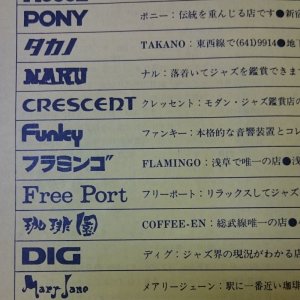 PONY ポニー：伝統を重んじる店です●新宿
タカノ TAKANO：東西線で(641)9914●地
NARU ナル：落着いてジャズを鑑賞できま
CRESCENT クレッセント：モダン・ジャズ鑑賞店の
Funky ファンキー：本格的な音響装置とコレ
フラミンゴ FLAMINGO：浅草で唯一の店●浅
Free Port フリーポート：リラックスしてジャズ
珈琲園 COFFEE-EN：総武線唯一の店●
DIG ディグ：ジャズ界の現況がわかる店
Mary Jane メアリージェーン：駅に一番近い珈琲